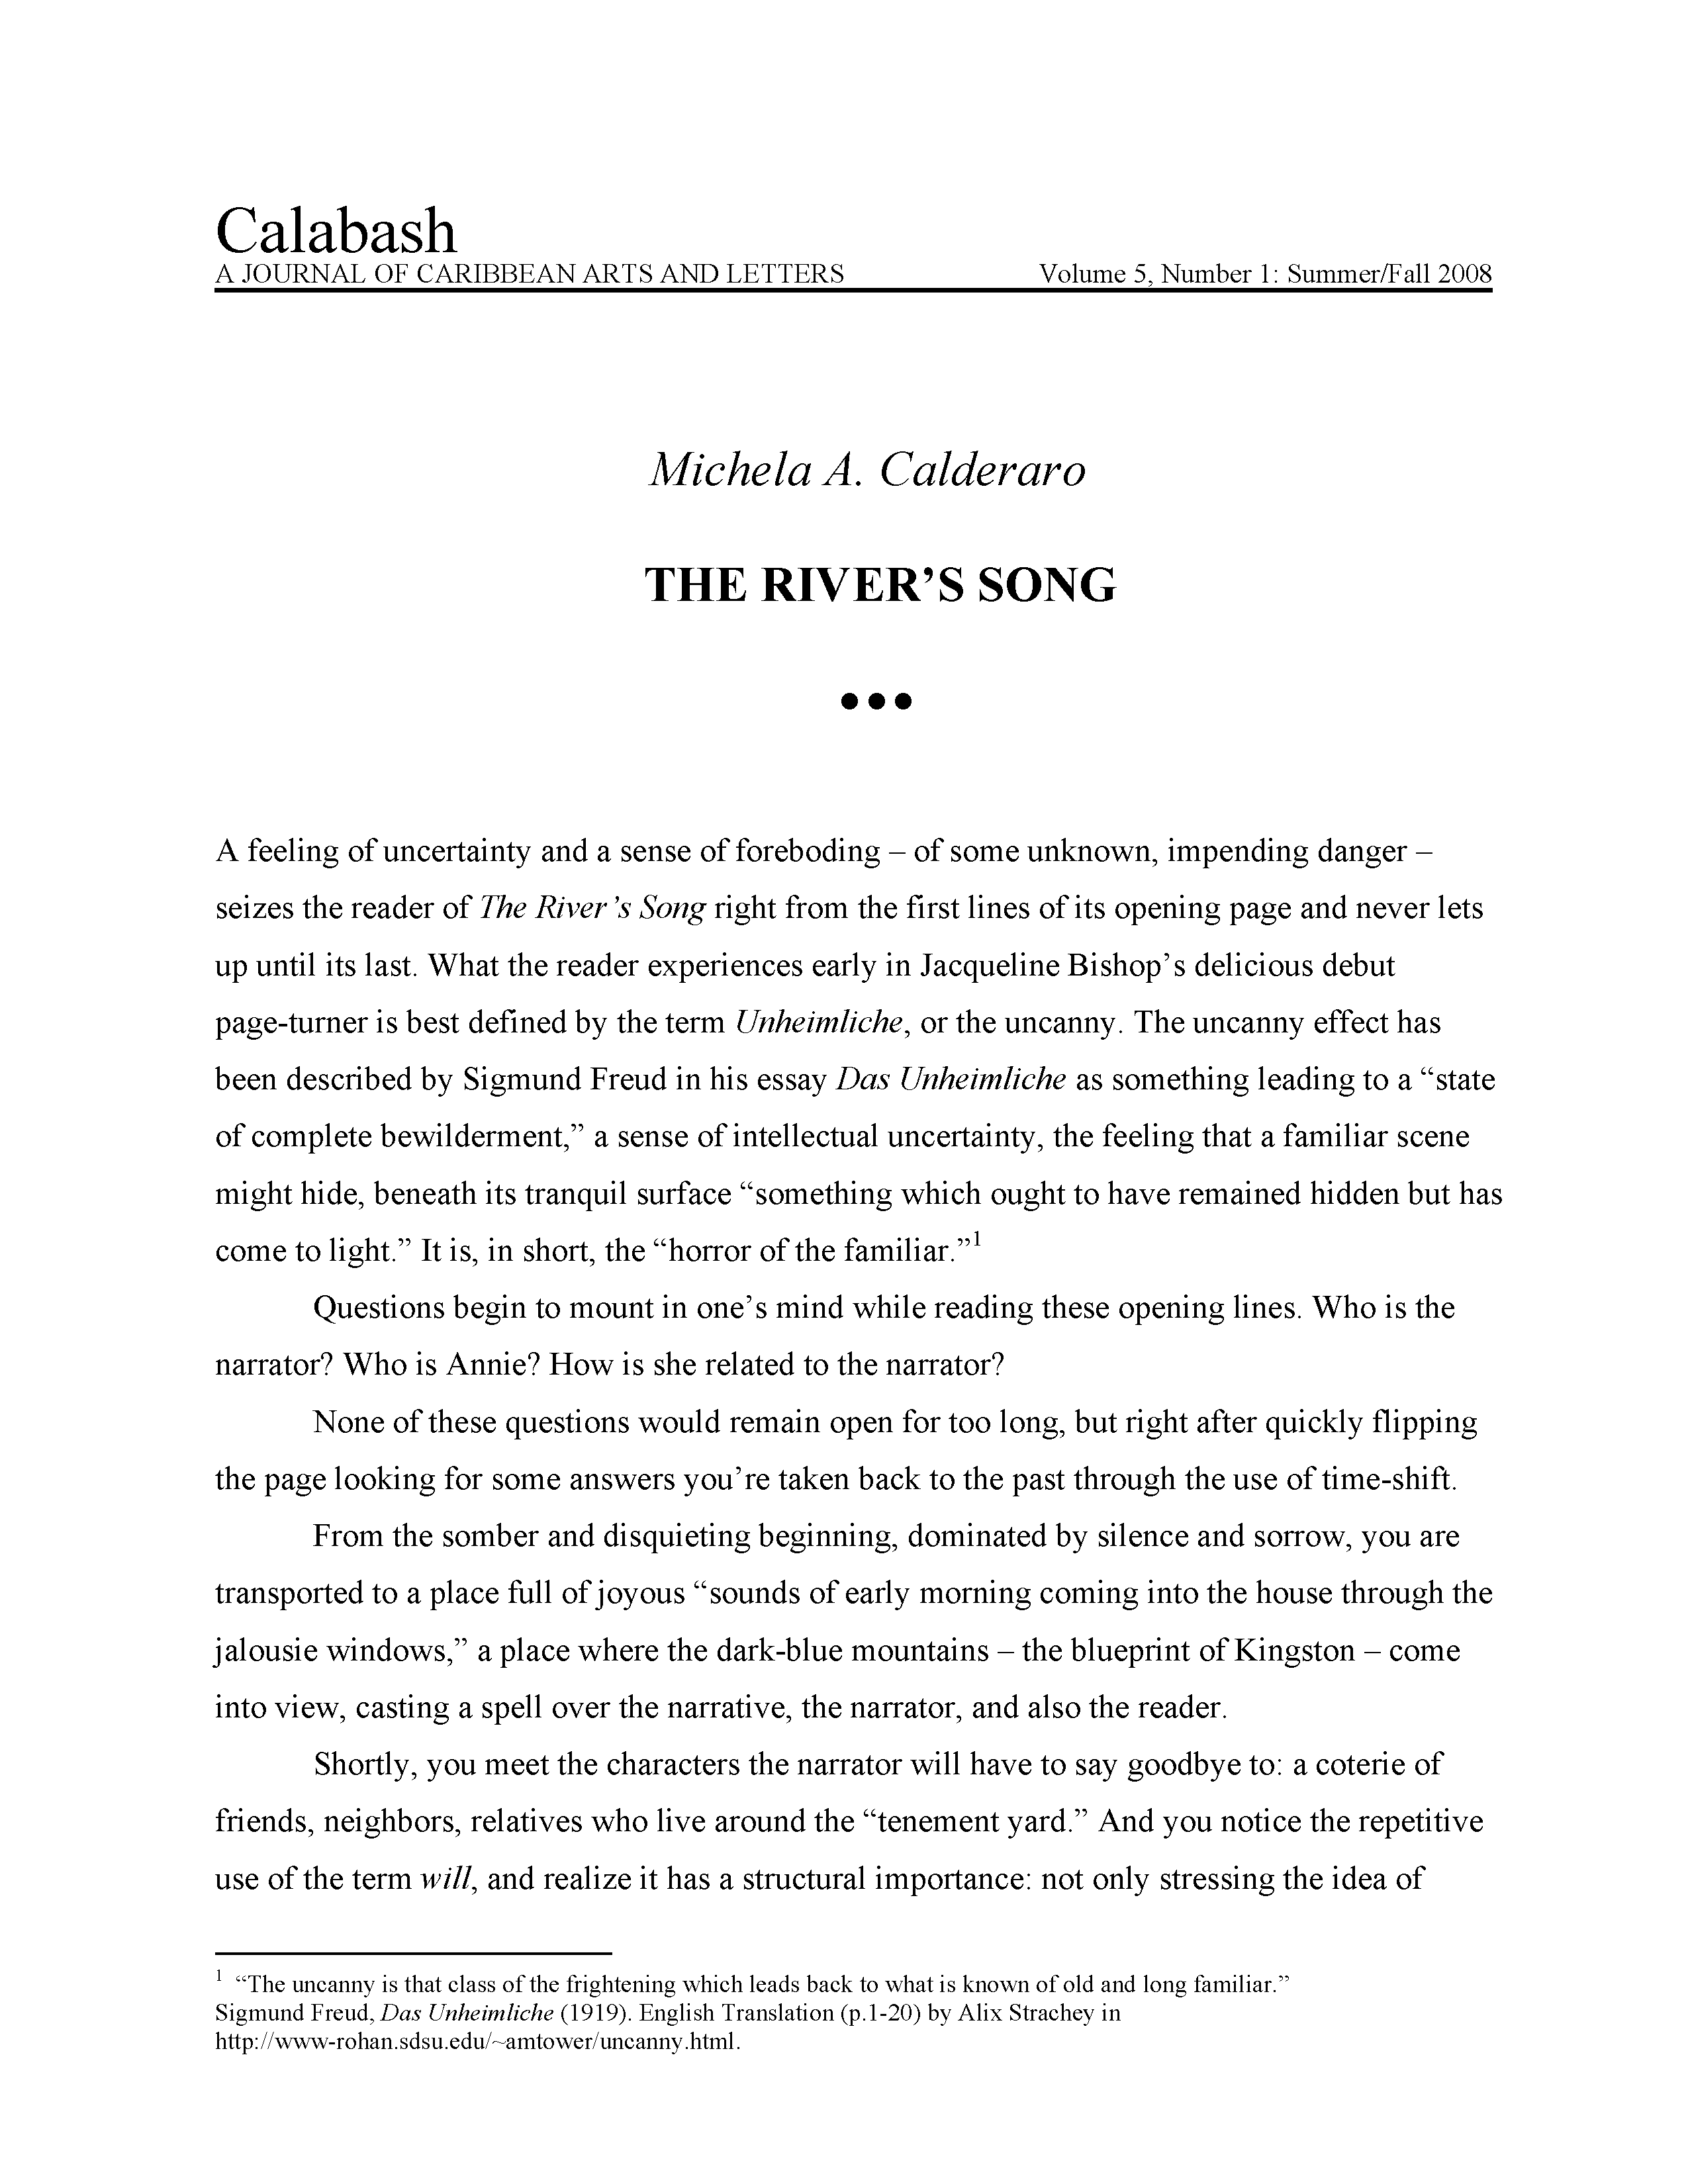 Calabash
A JOURNAL OF CARIBBEAN ARTS AND LETTERS Volume 5, Number 1: Summer/Fall 2008
Michela A. Calderaro
THE RIVER’S SONG
●●●
A feeling of uncertainty and a sense of foreboding – of some unknown, impending danger –
seizes the reader of The River’s Song right from the first lines of its opening page and never lets
up until its last. What the reader experiences early in Jacqueline Bishop’s delicious debut
page-turner is best defined by the term Unheimliche, or the uncanny. The uncanny effect has
been described by Sigmund Freud in his essay Das Unheimliche as something leading to a “state
of complete bewilderment,” a sense of intellectual uncertainty, the feeling that a familiar scene
might hide, beneath its tranquil surface “something which ought to have remained hidden but has
come to light.” It is, in short, the “horror of the familiar.”1
Questions begin to mount in one’s mind while reading these opening lines. Who is the
narrator? Who is Annie? How is she related to the narrator?
None of these questions would remain open for too long, but right after quickly flipping
the page looking for some answers you’re taken back to the past through the use of time-shift.
From the somber and disquieting beginning, dominated by silence and sorrow, you are
transported to a place full of joyous “sounds of early morning coming into the house through the
jalousie windows,” a place where the dark-blue mountains – the blueprint of Kingston – come
into view, casting a spell over the narrative, the narrator, and also the reader.
Shortly, you meet the characters the narrator will have to say goodbye to: a coterie of
friends, neighbors, relatives who live around the “tenement yard.” And you notice the repetitive
use of the term will, and realize it has a structural importance: not only stressing the idea of
1 “The uncanny is that class of the frightening which leads back to what is known of old and long familiar.”
Sigmund Freud, Das Unheimliche (1919). English Translation (p.1-20) by Alix Strachey in
http://www-rohan.sdsu.edu/~amtower/uncanny.html.